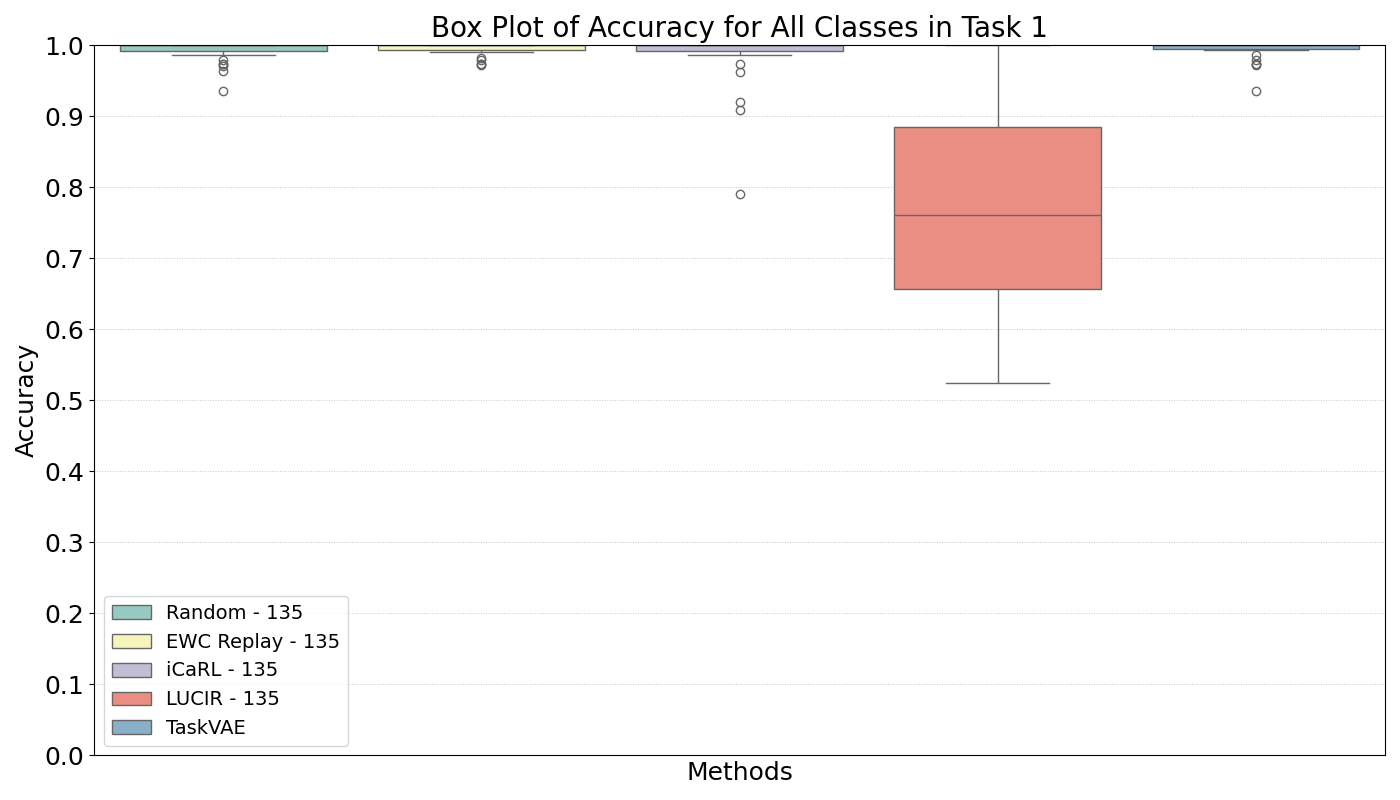 Box Plot of Accuracy for All Classes in Task 1
1.0
0.9
0.8
0.7
0.6
0.5
0.4
0.3
0.2
0.1
0.0
Accuracy
Random - 135
EWC Replay - 135
iCaRL - 135
LUCIR - 135
TaskVAE
Methods